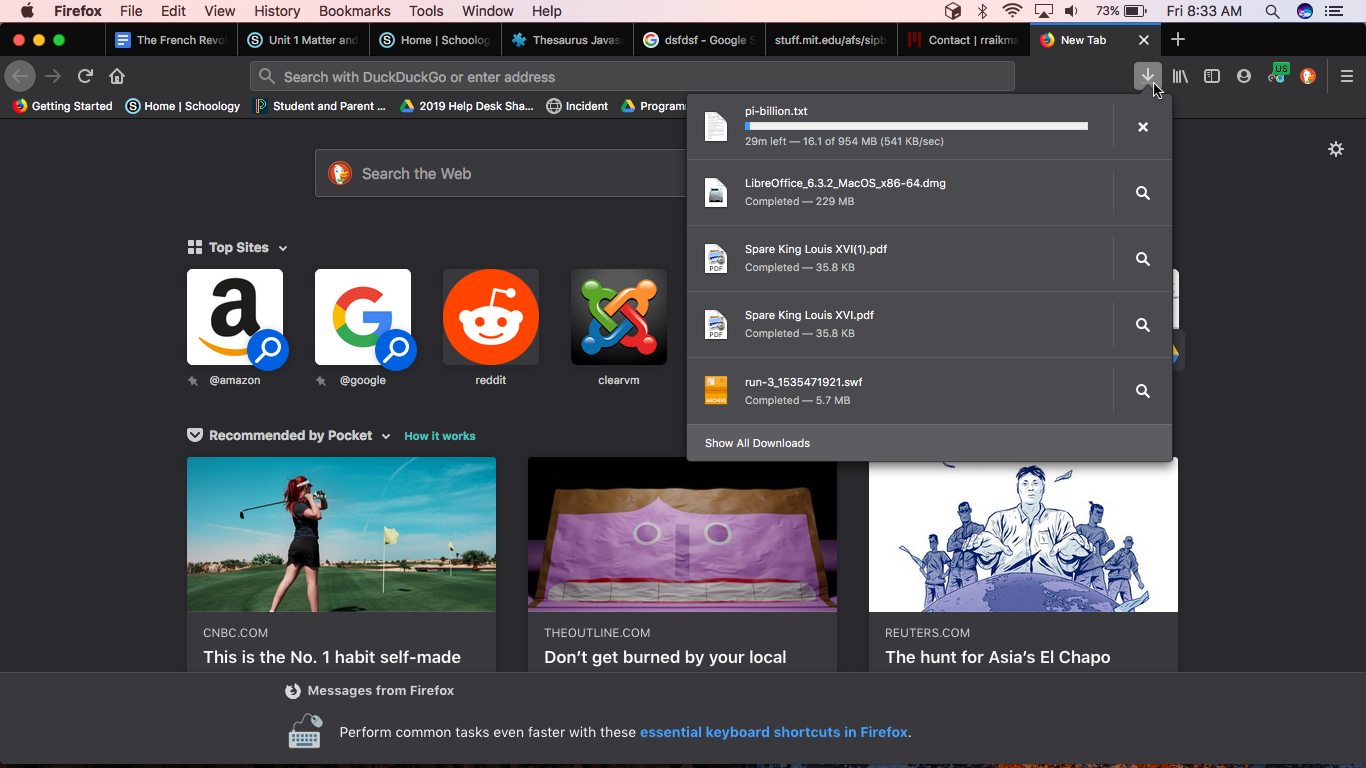 Firefox File Edit View History Bookmarks Tools Window Help 73% Fri 8:33 AM
The French Revo Unit 1 Matter and Home | Schoolog Thesaurus Javas dsfdsf - Google S stuff.mit.edu/afs/sipb Contact | rraikma New Tab
Search with DuckDuckGo or enter address US
Getting Started Home | Schoology Student and Parent ... 2019 Help Desk Sha... Incident Program
pi-billion.txt
29m left — 16.1 of 954 MB (541 KB/sec)
LibreOffice_6.3.2_MacOS_x86-64.dmg
Completed — 229 MB
PDF
Spare King Louis XVI(1).pdf
Completed — 35.8 KB
PDF
Spare King Louis XVI.pdf
Completed — 35.8 KB
ARCHIVE
run-3_1535471921.swf
Completed — 5.7 MB
Show All Downloads
Search the Web
Top Sites
@amazon @google reddit clearvm
Recommended by Pocket How it works
CNBC.COM
This is the No. 1 habit self-made
THEOUTLINE.COM
Don’t get burned by your local
REUTERS.COM
The hunt for Asia’s El Chapo
Messages from Firefox
Perform common tasks even faster with these essential keyboard shortcuts in Firefox.